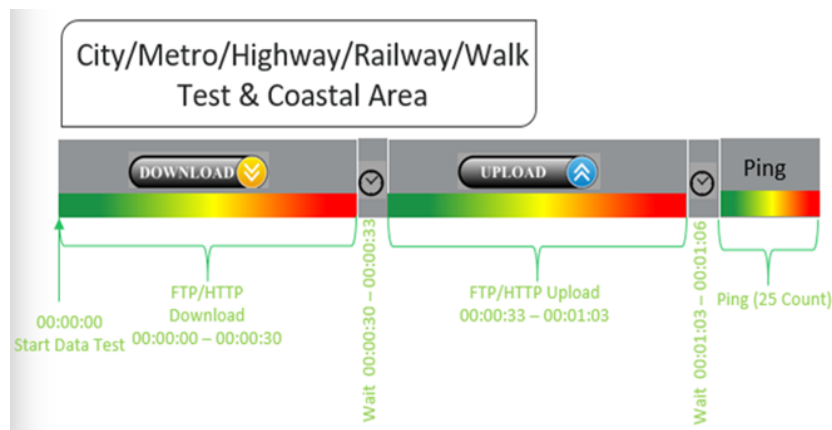 City/Metro/Highway/Railway/Walk
Test & Coastal Area
DOWNLOAD
UPLOAD
Ping
00:00:00
Start Data Test
FTP/HTTP
Download
00:00:00 – 00:00:30
Wait 00:00:30 – 00:00:33
FTP/HTTP Upload
00:00:33 – 00:01:03
Wait 00:01:03 – 00:01:06
Ping (25 Count)